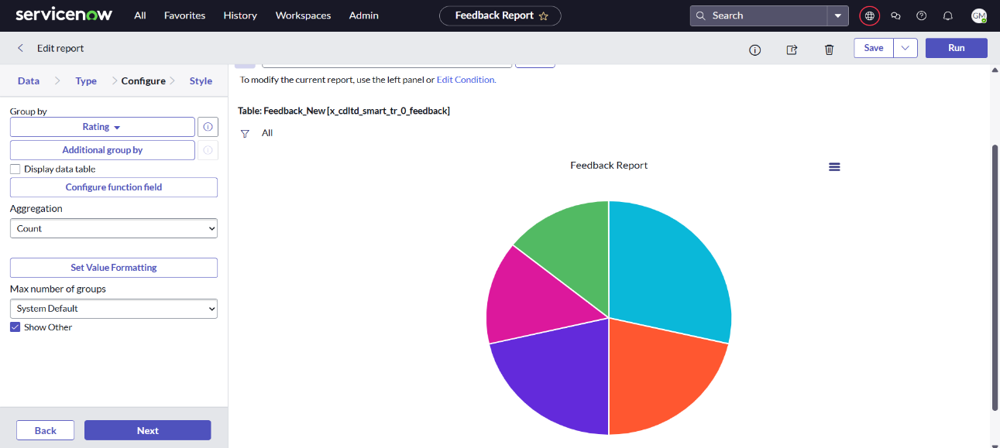 servicenow All Favorites History Workspaces Admin Feedback Report Search GM
Edit report Save Run
Data Type Configure Style
To modify the current report, use the left panel or Edit Condition.
Group by
Table: Feedback_New [x_cdltd_smart_tr_0_feedback]
Rating
All
Additional group by
Display data table
Feedback Report
Configure function field
Aggregation
Count
Set Value Formatting
Max number of groups
System Default
Show Other
Back Next